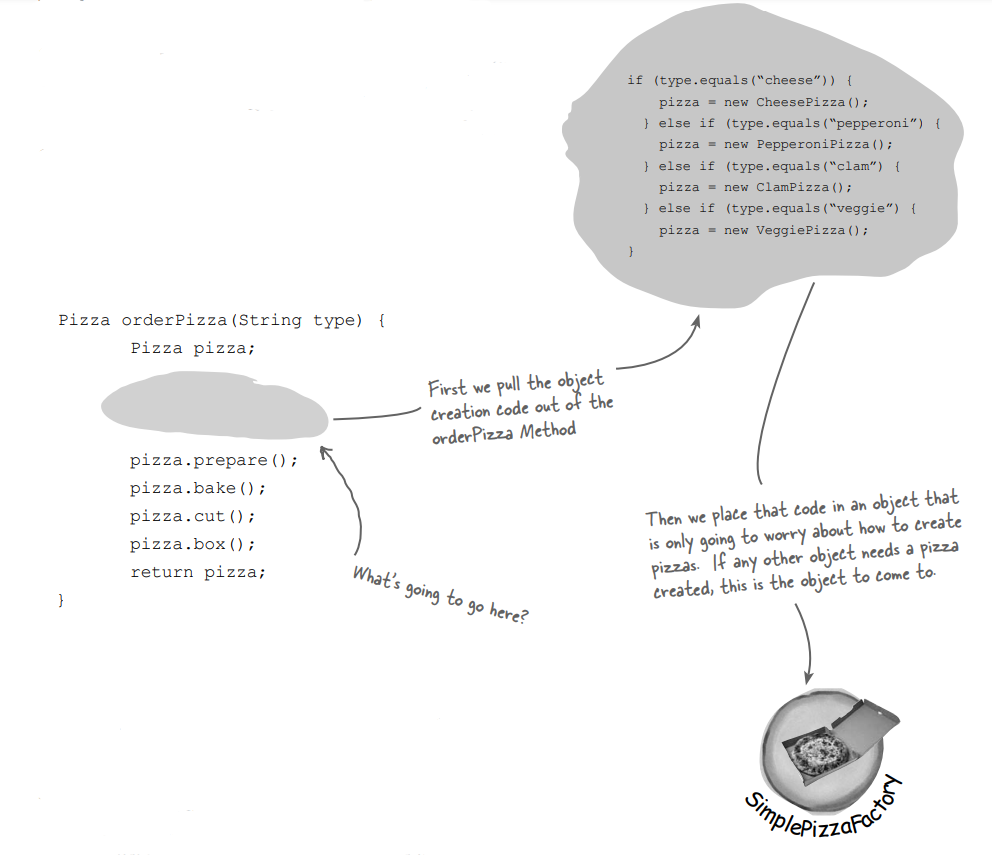 if (type.equals(“cheese”)) {
pizza = new CheesePizza();
} else if (type.equals(“pepperoni”) {
pizza = new PepperoniPizza();
} else if (type.equals(“clam”) {
pizza = new ClamPizza();
} else if (type.equals(“veggie”) {
pizza = new VeggiePizza();
}
Pizza orderPizza(String type) {
Pizza pizza;
pizza.prepare();
pizza.bake();
pizza.cut();
pizza.box();
return pizza;
}
First we pull the object
creation code out of the
orderPizza Method
What's going to go here?
Then we place that code in an object that
is only going to worry about how to create
pizzas. If any other object needs a pizza
created, this is the object to come to.
SimplePizzaFactory